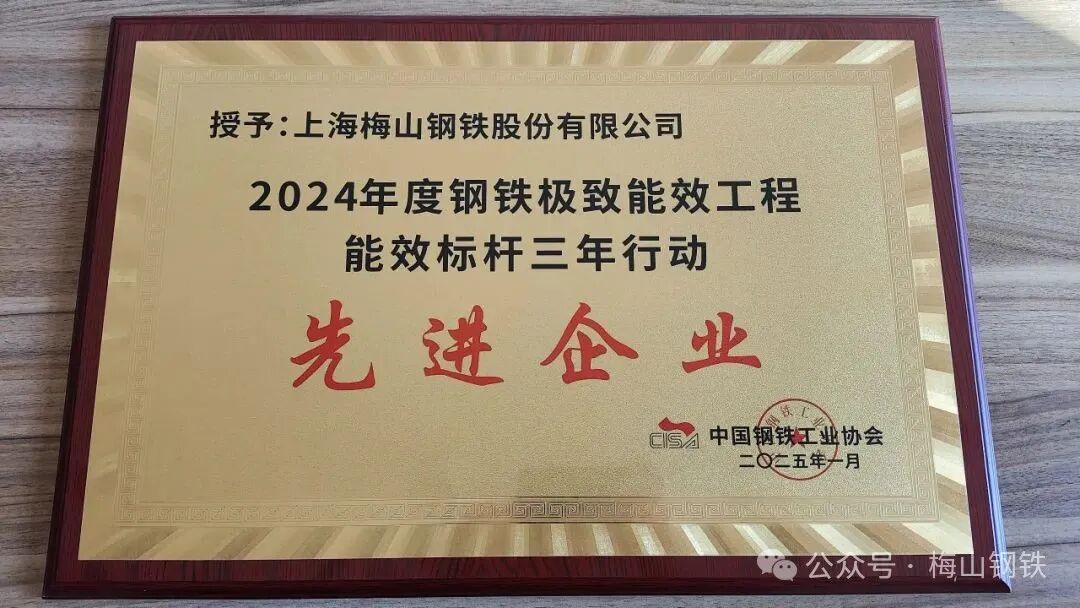 授予：上海梅山钢铁股份有限公司
2024年度钢铁极致能效工程
能效标杆三年行动
先进企业
CISA 中国钢铁工业协会
二〇二五年一月
公众号·梅山钢铁